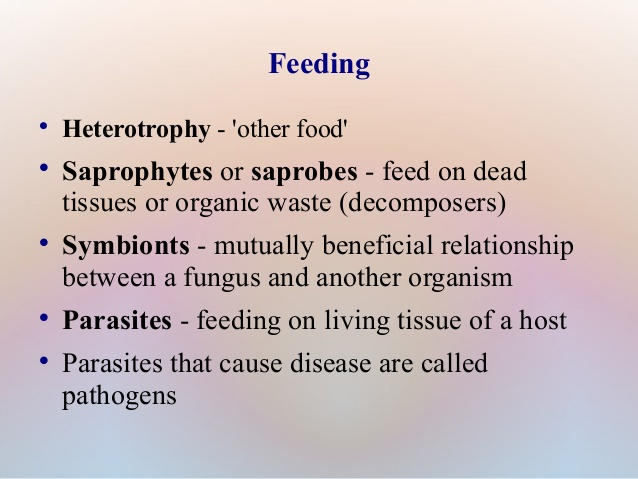 Feeding
• Heterotrophy - 'other food'
• Saprophytes or saprobes - feed on dead
tissues or organic waste (decomposers)
• Symbionts - mutually beneficial relationship
between a fungus and another organism
• Parasites - feeding on living tissue of a host
• Parasites that cause disease are called
pathogens